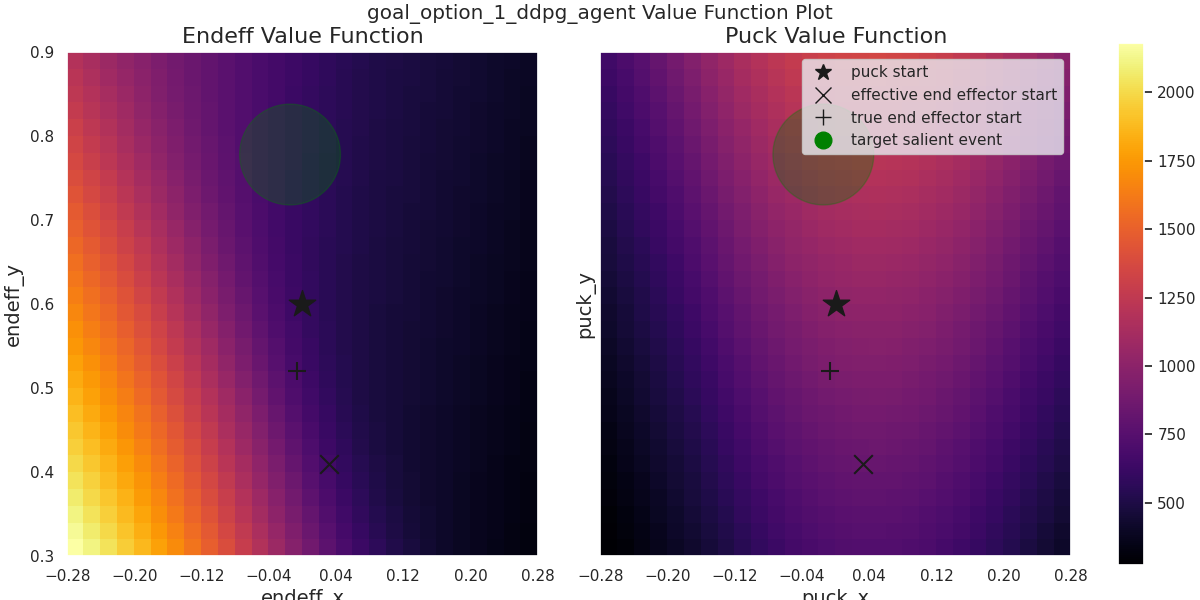 goal_option_1_ddpg_agent Value Function Plot
Endeff Value Function
Puck Value Function
puck start
effective end effector start
true end effector start
target salient event
endeff_y
0.9
0.8
0.7
0.6
0.5
0.4
0.3
−0.28 −0.20 −0.12 −0.04 0.04 0.12 0.20 0.28
endeff_x
puck_y
−0.28 −0.20 −0.12 −0.04 0.04 0.12 0.20 0.28
puck_x
2000
1750
1500
1250
1000
750
500